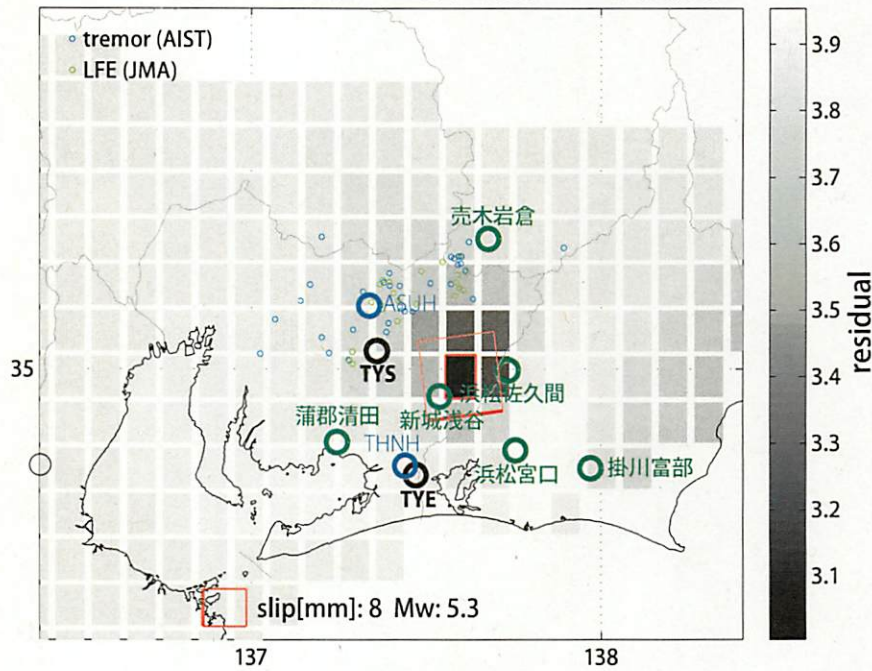 tremor (AIST)
LFE (JMA)
売木岩倉
ASUH
TYS
浜松佐久間
新城浅谷
蒲郡清田
THNH
TYE
浜松宮口
掛川富部
slip[mm]: 8 Mw: 5.3
35
137
138
3.9
3.8
3.7
3.6
3.5
3.4
3.3
3.2
3.1
residual